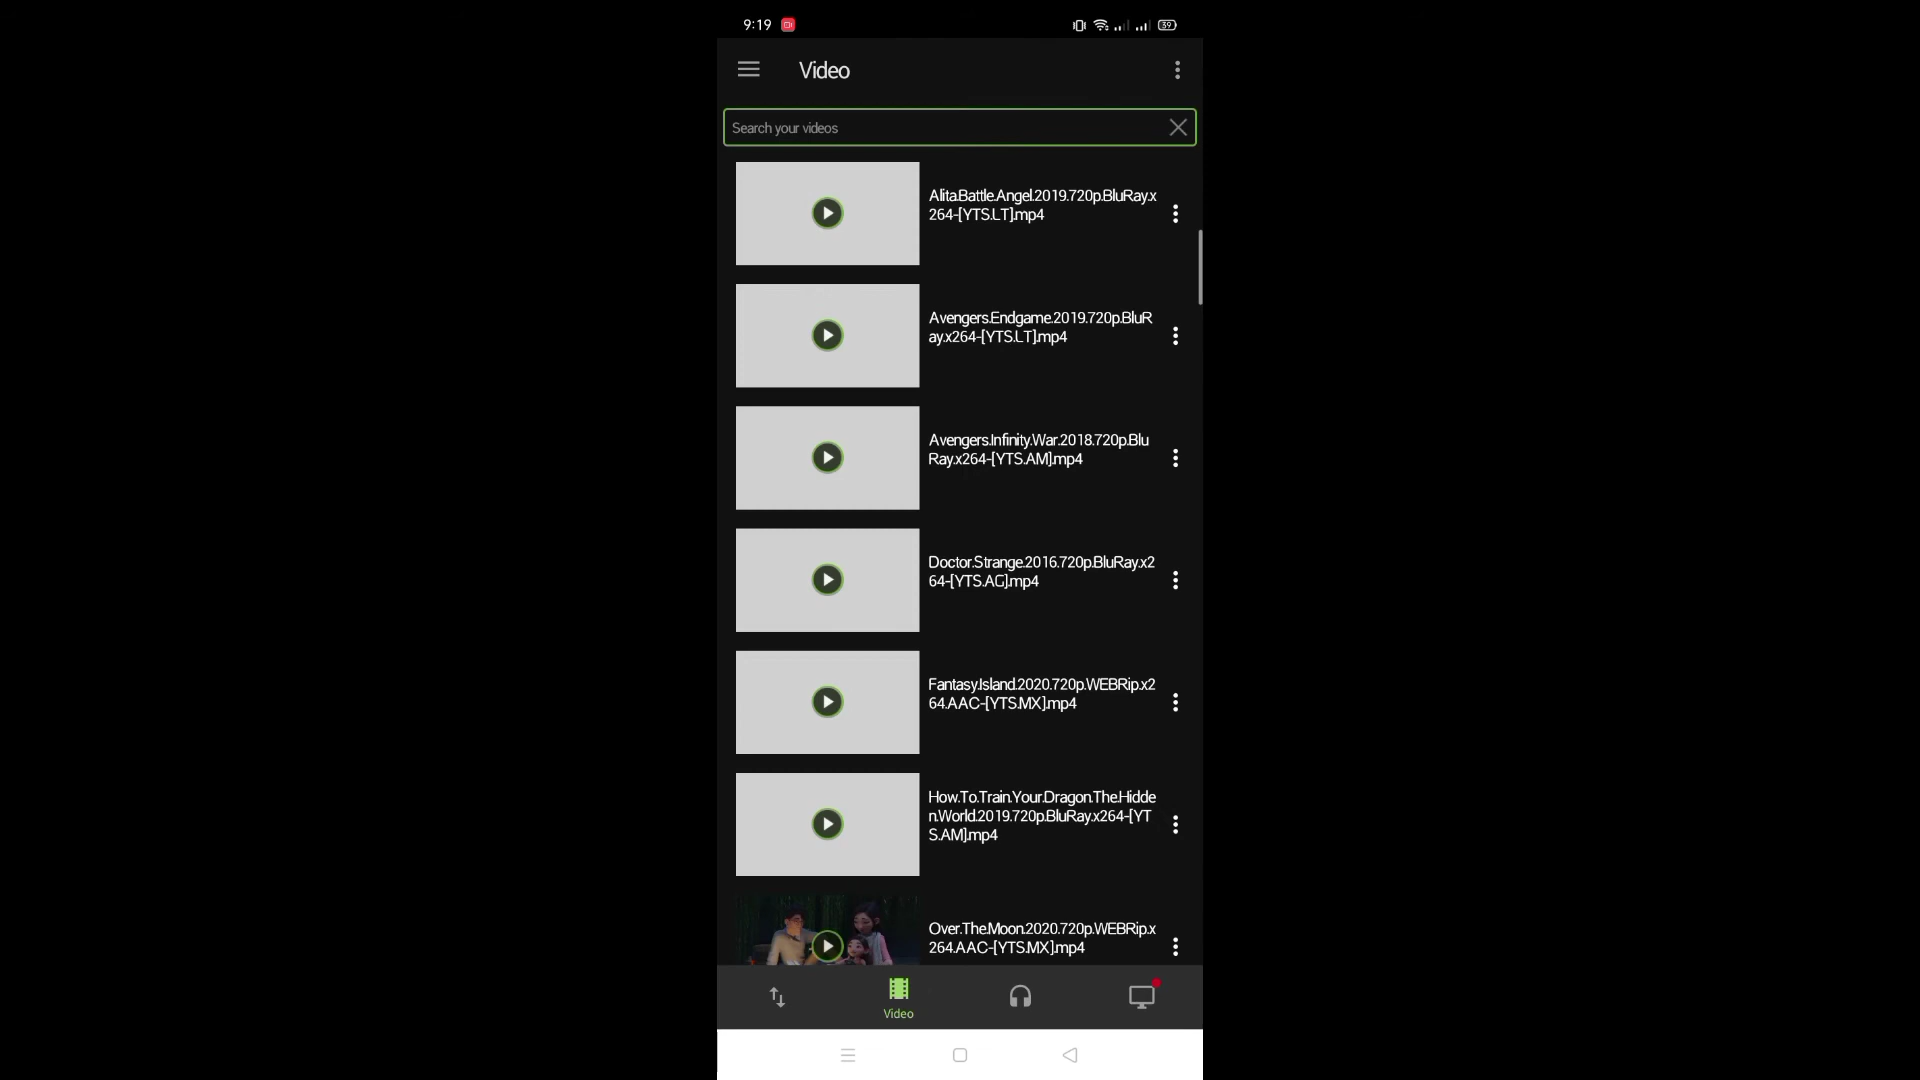 9:19
39
Video
Search your videos
Alita.Battle.Angel.2019.720p.BluRay.x
264-[YTS.LT].mp4
Avengers.Endgame.2019.720p.BluR
ay.x264-[YTS.LT].mp4
Avengers.Infinity.War.2018.720p.Blu
Ray.x264-[YTS.AM].mp4
Doctor.Strange.2016.720p.BluRay.x2
64-[YTS.AG].mp4
Fantasy.Island.2020.720p.WEBRip.x2
64.AAC-[YTS.MX].mp4
How.To.Train.Your.Dragon.The.Hidde
n.World.2019.720p.BluRay.x264-[YT
S.AM].mp4
Over.The.Moon.2020.720p.WEBRip.x
264.AAC-[YTS.MX].mp4
Video